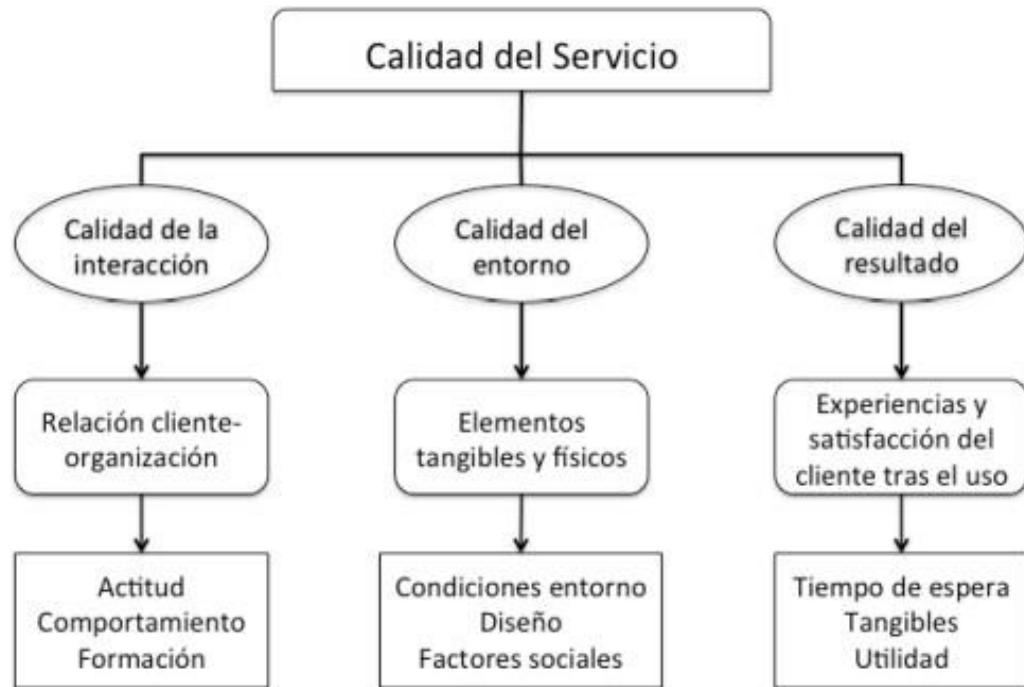 Calidad del Servicio
Calidad de la
interacción
Calidad del
entorno
Calidad del
resultado
Relación cliente-
organización
Elementos
tangibles y físicos
Experiencias y
satisfacción del
cliente tras el uso
Actitud
Comportamiento
Formación
Condiciones entorno
Diseño
Factores sociales
Tiempo de espera
Tangibles
Utilidad